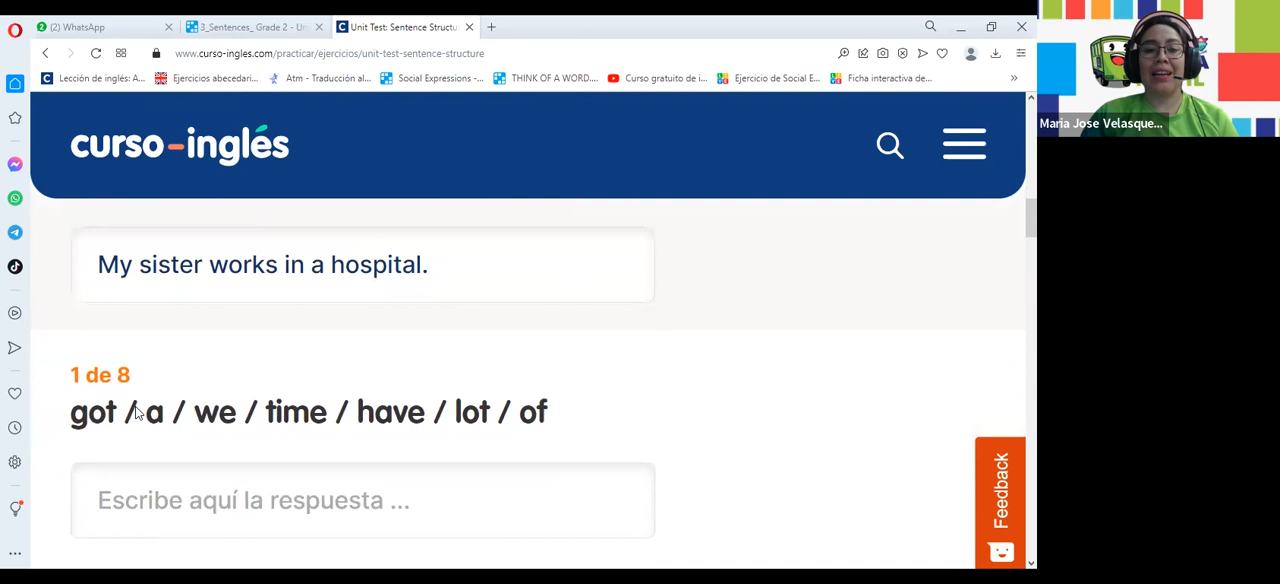 (2) WhatsApp
3_Sentences_ Grade 2 - Un
Unit Test: Sentence Structu
www.curso-ingles.com/practicar/ejercicios/unit-test-sentence-structure
Lección de inglés: A...
Ejercicios abecedari...
Atm - Traducción al...
Social Expressions -...
THINK OF A WORD....
Curso gratuito de i...
Ejercicio de Social E...
Ficha interactiva de...
»
curso-inglés
My sister works in a hospital.
1 de 8
got / a / we / time / have / lot / of
Escribe aquí la respuesta ...
Feedback
Maria Jose Velasque...